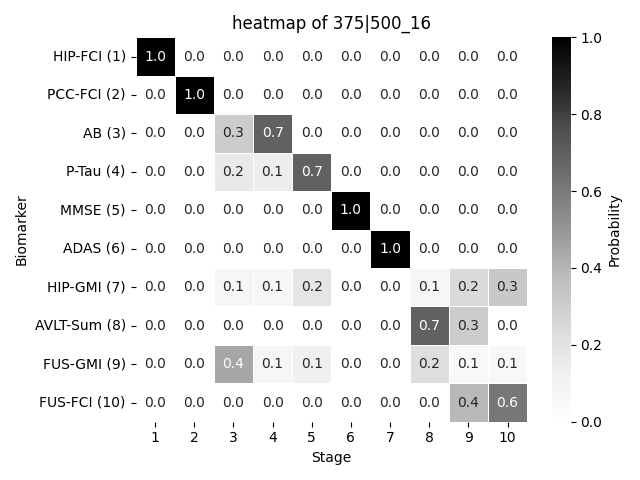 heatmap of 375|500_16
HIP-FCI (1) 1.0 0.0 0.0 0.0 0.0 0.0 0.0 0.0 0.0 0.0
PCC-FCI (2) 0.0 1.0 0.0 0.0 0.0 0.0 0.0 0.0 0.0 0.0
AB (3) 0.0 0.0 0.3 0.7 0.0 0.0 0.0 0.0 0.0 0.0
P-Tau (4) 0.0 0.0 0.2 0.1 0.7 0.0 0.0 0.0 0.0 0.0
MMSE (5) 0.0 0.0 0.0 0.0 0.0 1.0 0.0 0.0 0.0 0.0
ADAS (6) 0.0 0.0 0.0 0.0 0.0 0.0 1.0 0.0 0.0 0.0
HIP-GMI (7) 0.0 0.0 0.1 0.1 0.2 0.0 0.0 0.1 0.2 0.3
AVLT-Sum (8) 0.0 0.0 0.0 0.0 0.0 0.0 0.0 0.7 0.3 0.0
FUS-GMI (9) 0.0 0.0 0.4 0.1 0.1 0.0 0.0 0.2 0.1 0.1
FUS-FCI (10) 0.0 0.0 0.0 0.0 0.0 0.0 0.0 0.0 0.4 0.6
1 2 3 4 5 6 7 8 9 10
Stage
Biomarker
1.0
0.8
0.6
0.4
0.2
0.0
Probability